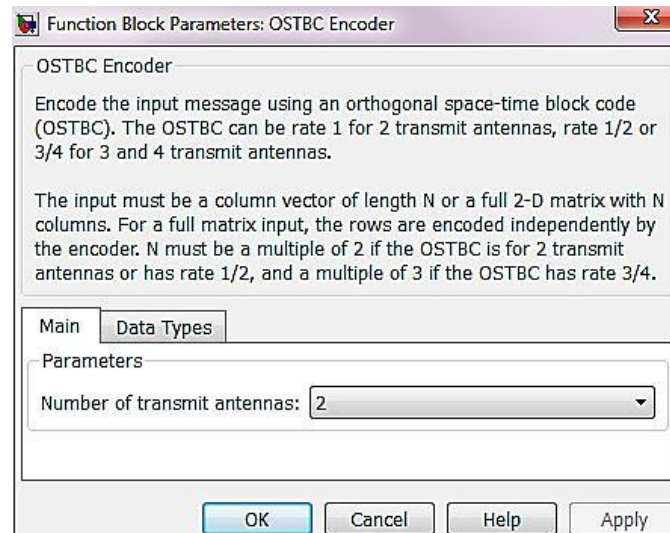 Function Block Parameters: OSTBC Encoder
OSTBC Encoder
Encode the input message using an orthogonal space-time block code
(OSTBC). The OSTBC can be rate 1 for 2 transmit antennas, rate 1/2 or
3/4 for 3 and 4 transmit antennas.
The input must be a column vector of length N or a full 2-D matrix with N
columns. For a full matrix input, the rows are encoded independently by
the encoder. N must be a multiple of 2 if the OSTBC is for 2 transmit
antennas or has rate 1/2, and a multiple of 3 if the OSTBC has rate 3/4.
Main Data Types
Parameters
Number of transmit antennas: 2
OK Cancel Help Apply